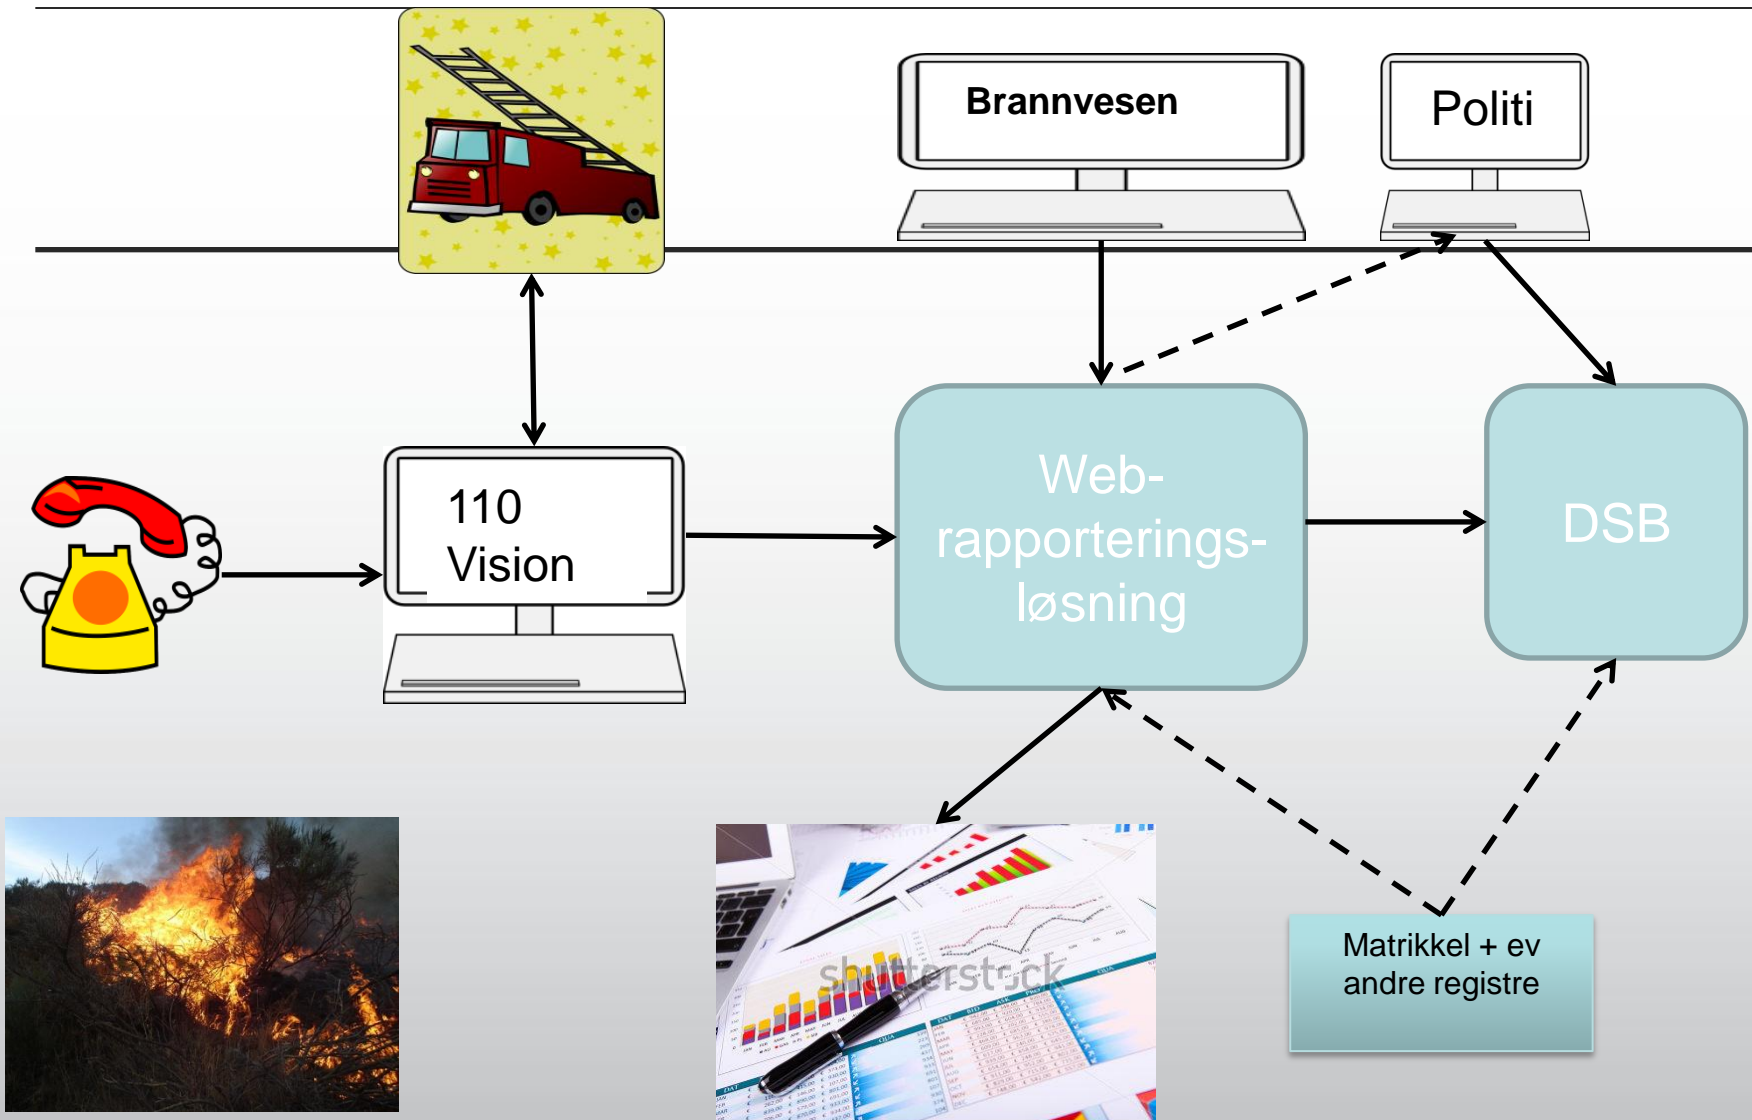 Brannvesen
Politi
110
Vision
Web-
rapporterings-
løsning
DSB
Matrikkel + ev
andre registre
shutterstock